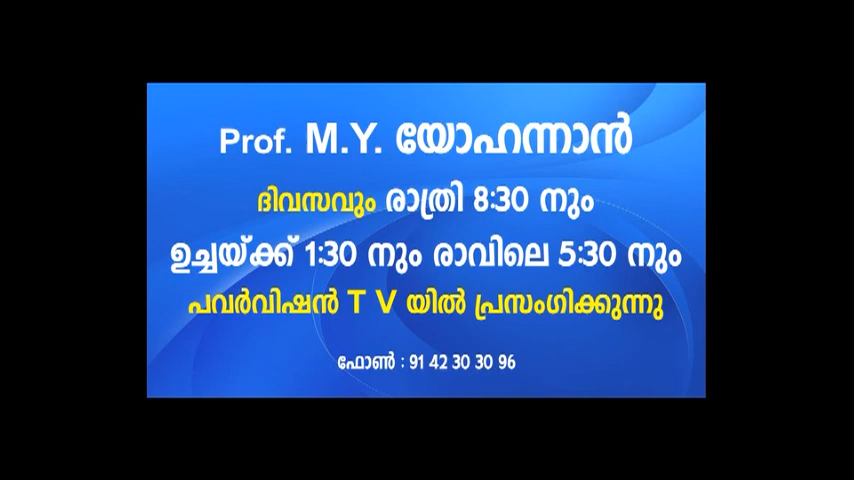 Prof. M.Y. യോഹന്നാൻ
ദിവസവും രാത്രി 8:30 നും
ഉച്ചയ്ക്ക് 1:30 നും രാവിലെ 5:30 നും
പവർവിഷൻ T V യിൽ പ്രസംഗിക്കുന്നു
ഫോൺ : 91 42 30 30 96